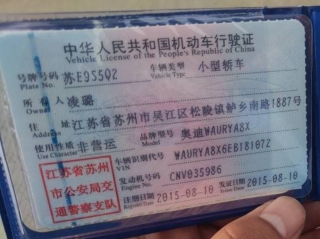 中华人民共和国机动车行驶证
Vehicle License of the People's Republic of China
号牌号码 苏E9S5Q2 车辆类型 小型轿车
Plate No. Vehicle Type
所有人 凌璐
Owner
住址 江苏省苏州市吴江区松陵镇鲈乡南路1887号
Address
使用性质 非营运 品牌型号 奥迪WAURYA8X
Use Character Model
江苏省苏州市公安局交通警察支队
车辆识别代号 WAURYA8X6EB181072
VIN
发动机号码 CNV035986
Engine No.
注册日期 2015-08-10 发证日期 2015-08-10
Register Date Issue Date